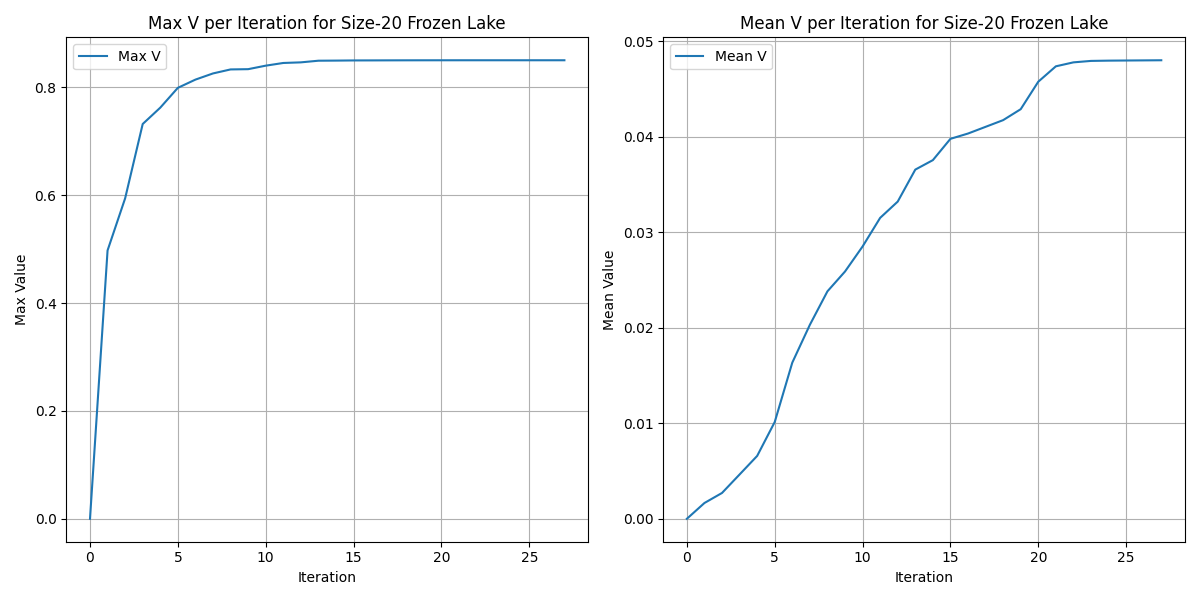 Max V per Iteration for Size-20 Frozen Lake
Max V
Max Value
0.8
0.6
0.4
0.2
0.0
0 5 10 15 20 25
Iteration
Mean V per Iteration for Size-20 Frozen Lake
Mean V
Mean Value
0.05
0.04
0.03
0.02
0.01
0.00
0 5 10 15 20 25
Iteration